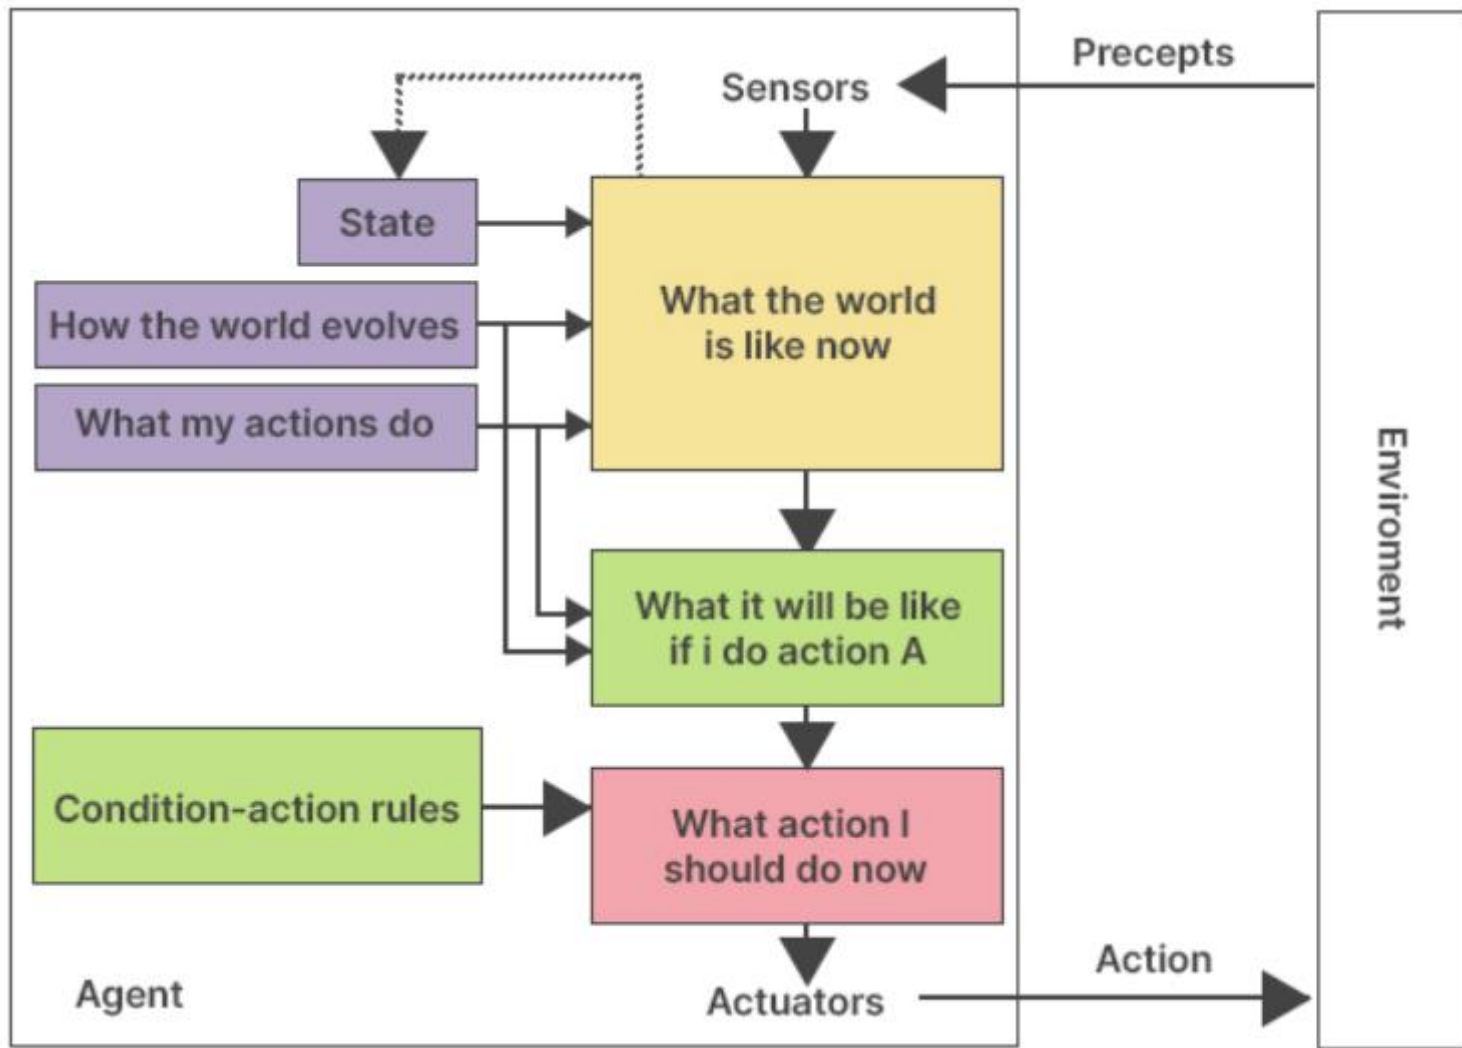 Precepts
Sensors
State
What the world
is like now
How the world evolves
What my actions do
Enviroment
What it will be like
if i do action A
Condition-action rules
What action I
should do now
Action
Agent
Actuators